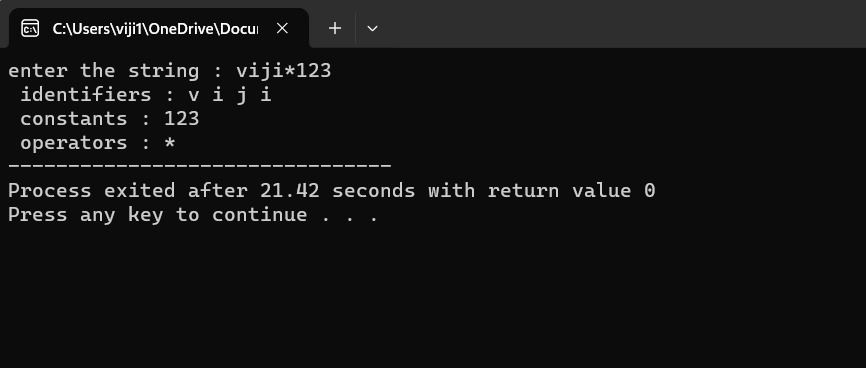 C:\Users\viji1\OneDrive\Docu
enter the string : viji*123
 identifiers : v i j i
 constants : 123
 operators : *
--------------------------------
Process exited after 21.42 seconds with return value 0
Press any key to continue . . .